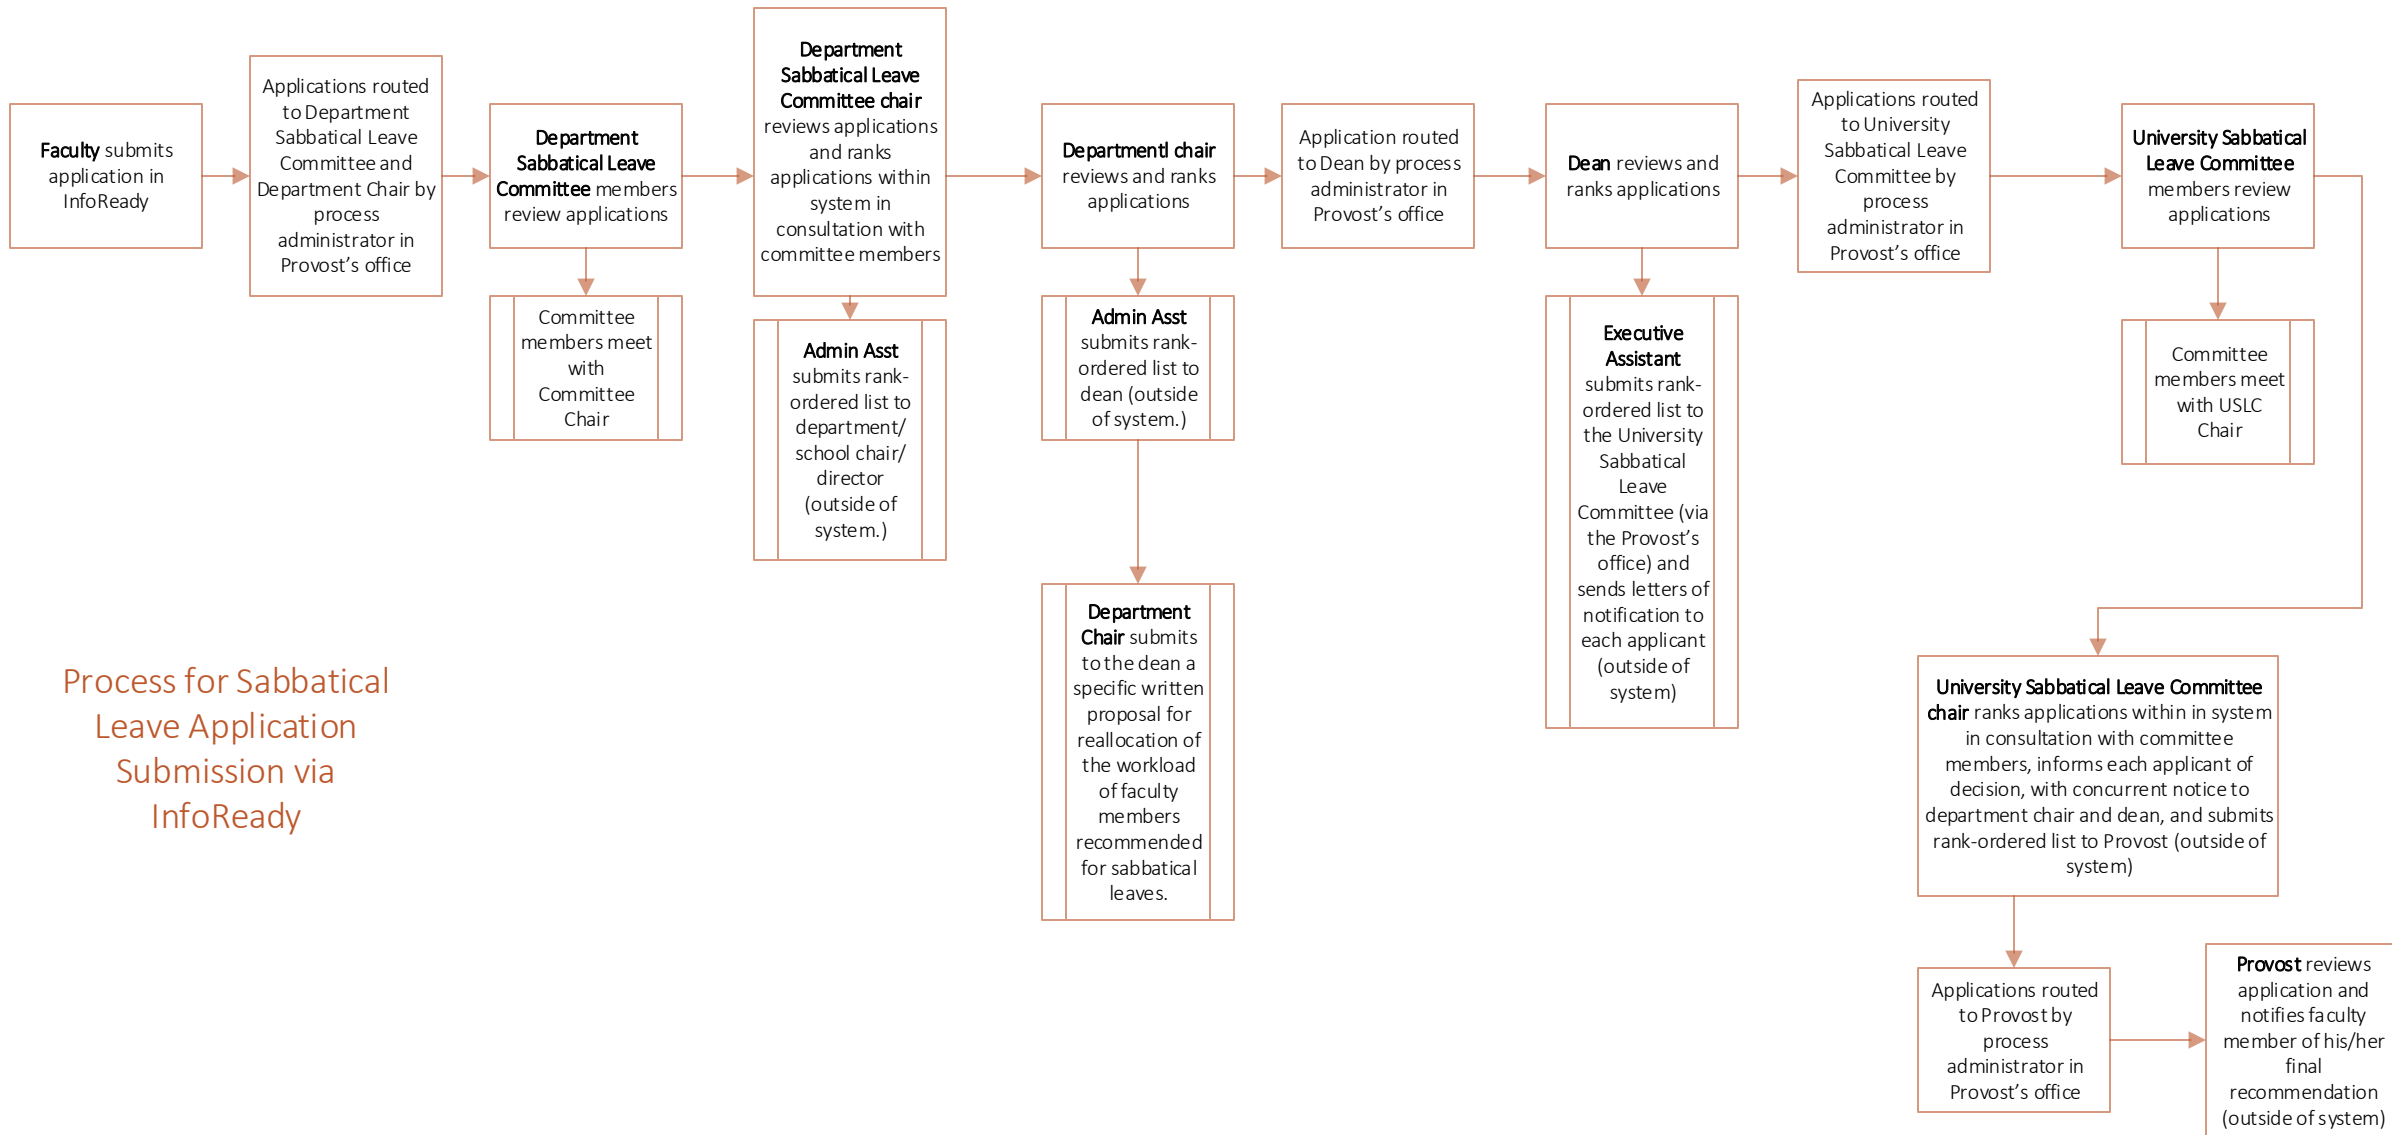 Faculty submits
application in
InfoReady
Applications routed
to Department
Sabbatical Leave
Committee and
Department Chair by
process
administrator in
Provost's office
Department
Sabbatical Leave
Committee members
review applications
Committee
members meet
with
Committee
Chair
Department
Sabbatical Leave
Committee chair
reviews applications
and ranks
applications within
system in
consultation with
committee members
Admin Asst
submits rank-
ordered list to
department/
school chair/
director
(outside of
system.)
Departmentl chair
reviews and ranks
applications
Admin Asst
submits rank-
ordered list to
dean (outside
of system.)
Department
Chair submits
to the dean a
specific written
proposal for
reallocation of
the workload
of faculty
members
recommended
for sabbatical
leaves.
Application routed
to Dean by process
administrator in
Provost's office
Dean reviews and
ranks applications
Executive
Assistant
submits rank-
ordered list to
the University
Sabbatical
Leave
Committee (via
the Provost's
office) and
sends letters of
notification to
each applicant
(outside of
system)
Applications routed
to University
Sabbatical Leave
Committee by
process
administrator in
Provost's office
University Sabbatical
Leave Committee
members review
applications
Committee
members meet
with USLC
Chair
University Sabbatical Leave Committee
chair ranks applications within in system
in consultation with committee
members, informs each applicant of
decision, with concurrent notice to
department chair and dean, and submits
rank-ordered list to Provost (outside of
system)
Applications routed
to Provost by
process
administrator in
Provost's office
Provost reviews
application and
notifies faculty
member of his/her
final
recommendation
(outside of system)
Process for Sabbatical
Leave Application
Submission via
InfoReady